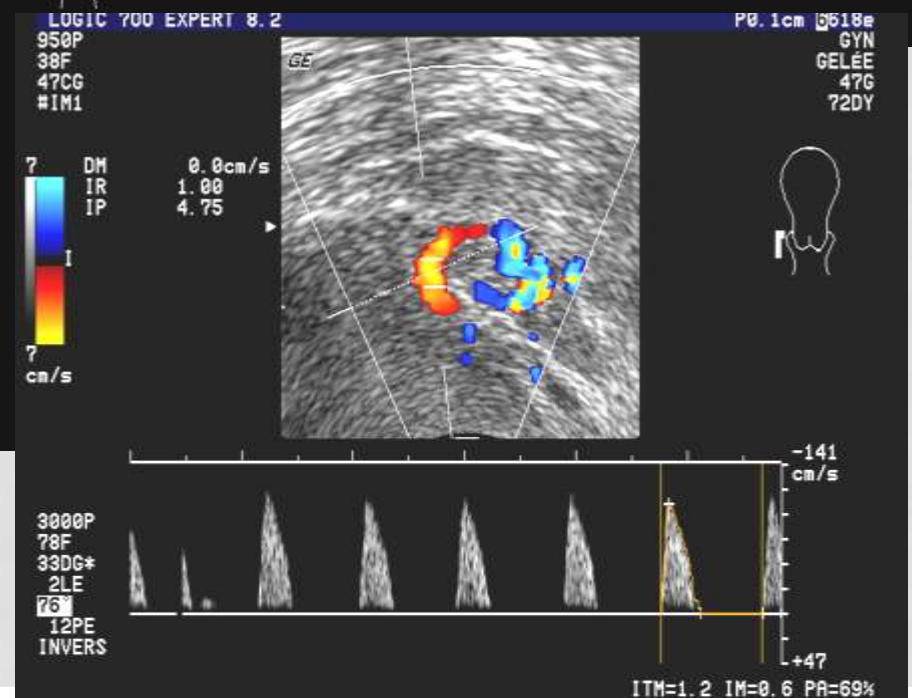 LOGIC 700 EXPERT 8.2
P0.1cm 6618e
950P
38F
47CG
#IM1
GYN
GELÉE
47G
72DY
GE
7
DM 0.0cm/s
IR 1.00
IP 4.75
7
cm/s
-141
cm/s
3000P
78F
33DG*
2LE
76°
12PE
INVERS
+47
ITM=1.2 IM=0.6 PA=69%